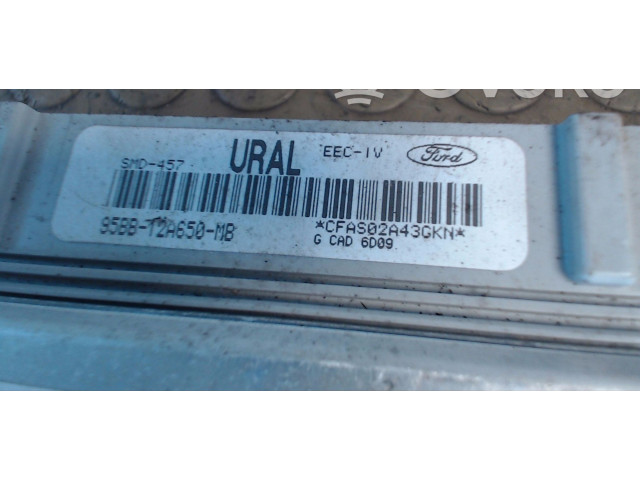 SMD-457 URAL EEC-IV Ford
95BB-12A650-MB *CFAS02A43GKN*
G CAD 6D09